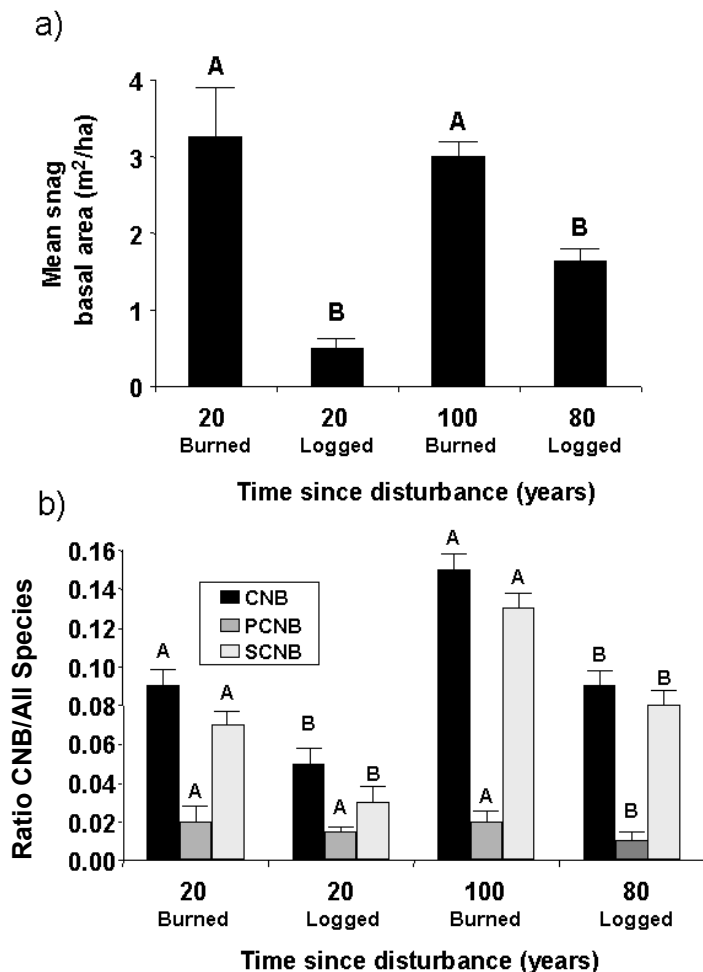 a)
Mean snag
basal area (m²/ha)
4
3
2
1
0
A
B
A
B
20 20 100 80
Burned Logged Burned Logged
Time since disturbance (years)
b)
Ratio CNB/All Species
0.16
0.14
0.12
0.10
0.08
0.06
0.04
0.02
0.00
CNB
PCNB
SCNB
A A A
B A B
A A A
B B B
20 20 100 80
Burned Logged Burned Logged
Time since disturbance (years)